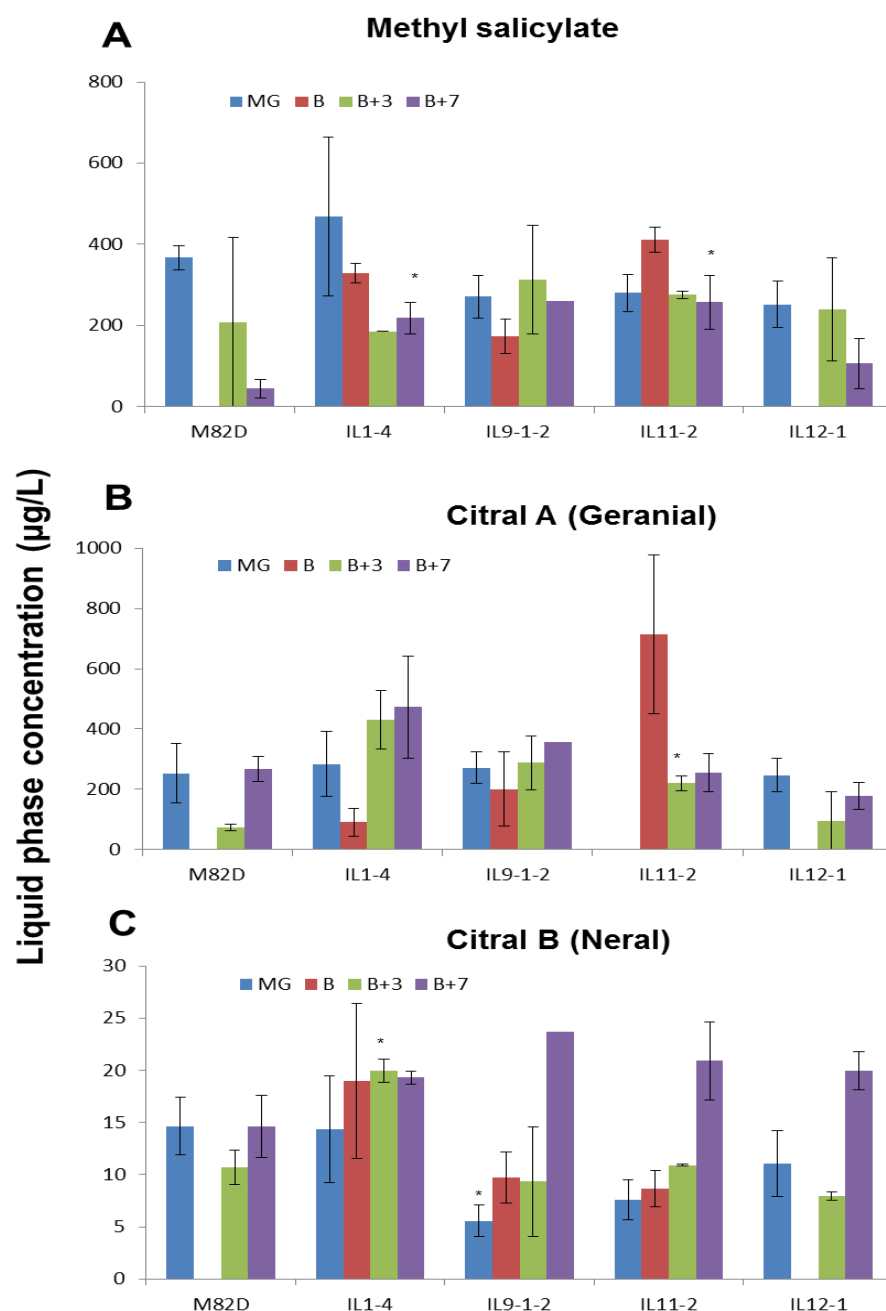 A
Methyl salicylate
800
MG B B+3 B+7
600
400
*
*
200
0
M82D IL1-4 IL9-1-2 IL11-2 IL12-1
Liquid phase concentration (µg/L)
B
Citral A (Geranial)
1000
MG B B+3 B+7
800
600
400
*
200
0
M82D IL1-4 IL9-1-2 IL11-2 IL12-1
C
Citral B (Neral)
30
MG B B+3 B+7
25
*
20
15
10
*
5
0
M82D IL1-4 IL9-1-2 IL11-2 IL12-1